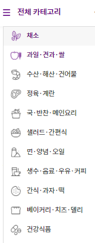 전체 카테고리
채소
과일·견과·쌀
수산·해산·건어물
정육·계란
국·반찬·메인요리
샐러드·간편식
면·양념·오일
생수·음료·우유·커피
간식·과자·떡
베이커리·치즈·델리
건강식품